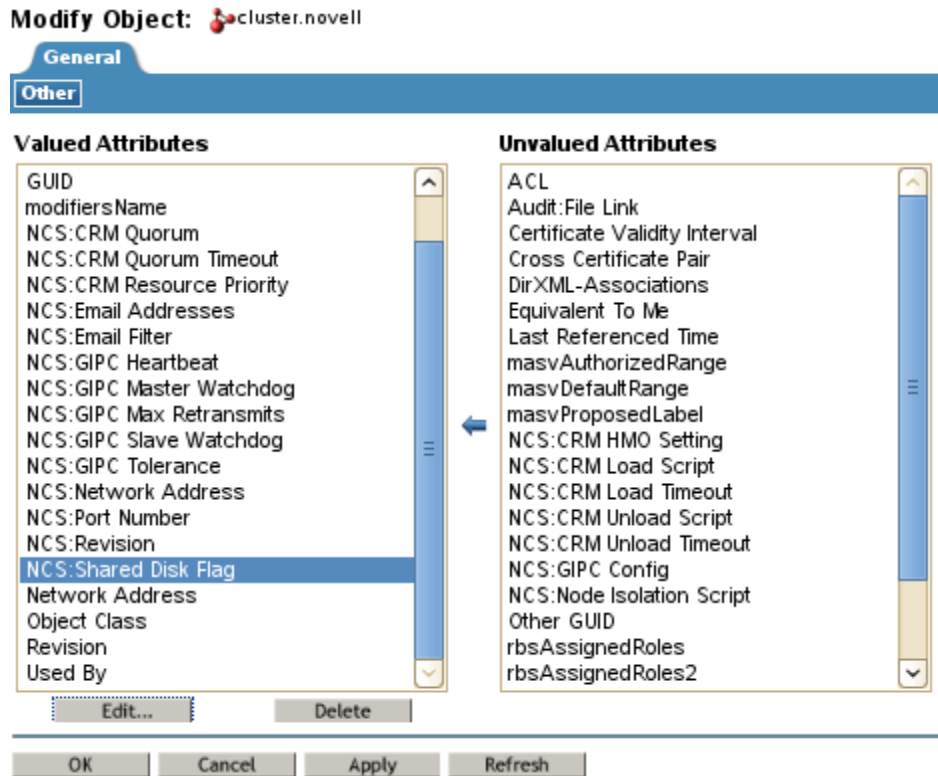 Modify Object: cluster.novell
General
Other
Valued Attributes
GUID
modifiersName
NCS:CRM Quorum
NCS:CRM Quorum Timeout
NCS:CRM Resource Priority
NCS:Email Addresses
NCS:Email Filter
NCS:GIPC Heartbeat
NCS:GIPC Master Watchdog
NCS:GIPC Max Retransmits
NCS:GIPC Slave Watchdog
NCS:GIPC Tolerance
NCS:Network Address
NCS:Port Number
NCS:Revision
NCS:Shared Disk Flag
Network Address
Object Class
Revision
Used By
Edit...
Delete
Unvalued Attributes
ACL
Audit:File Link
Certificate Validity Interval
Cross Certificate Pair
DirXML-Associations
Equivalent To Me
Last Referenced Time
masvAuthorizedRange
masvDefaultRange
masvProposedLabel
NCS:CRM HMO Setting
NCS:CRM Load Script
NCS:CRM Load Timeout
NCS:CRM Unload Script
NCS:CRM Unload Timeout
NCS:GIPC Config
NCS:Node Isolation Script
Other GUID
rbsAssignedRoles
rbsAssignedRoles2
OK
Cancel
Apply
Refresh